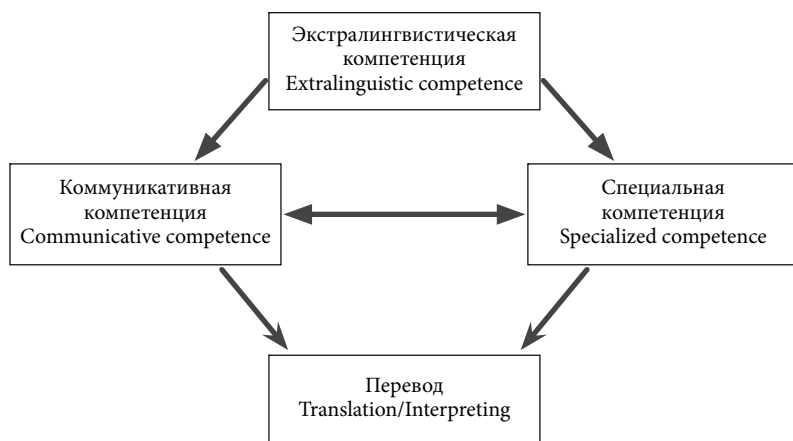 Экстралингвистическая
компетенция
Extralinguistic competence
Коммуникативная
компетенция
Communicative competence
Специальная
компетенция
Specialized competence
Перевод
Translation/Interpreting